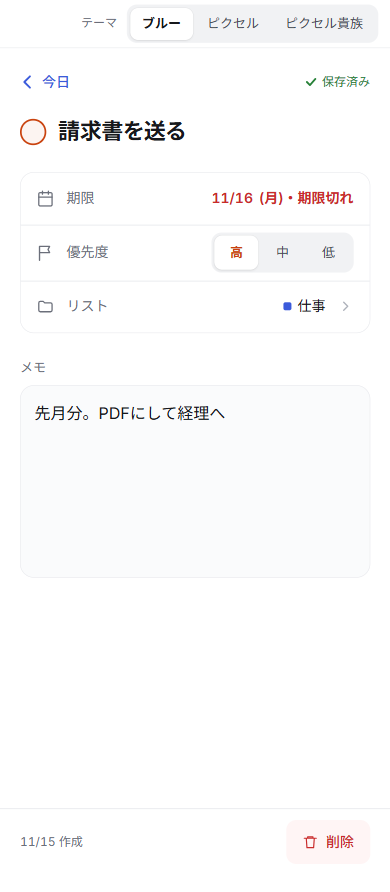 テーマ ブルー ピクセル ピクセル貴族
今日 保存済み
請求書を送る
期限 11/16 (月)・期限切れ
優先度 高 中 低
リスト 仕事
メモ
先月分。PDFにして経理へ
11/15 作成 削除